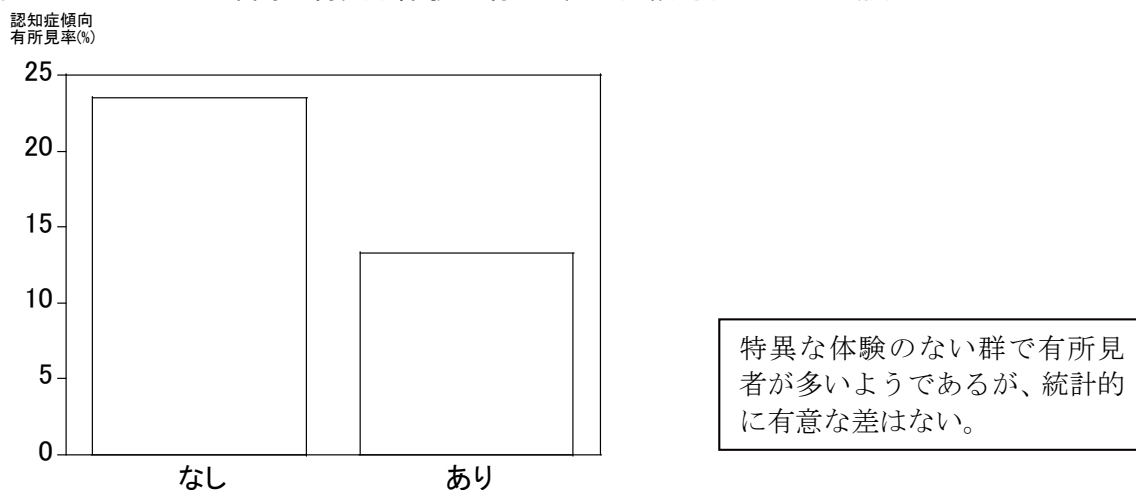 認知症傾向
有所見率(%)
25
20
15
10
5
0
なし
あり
特異な体験のない群で有所見
者が多いようであるが、統計的
に有意な差はない。